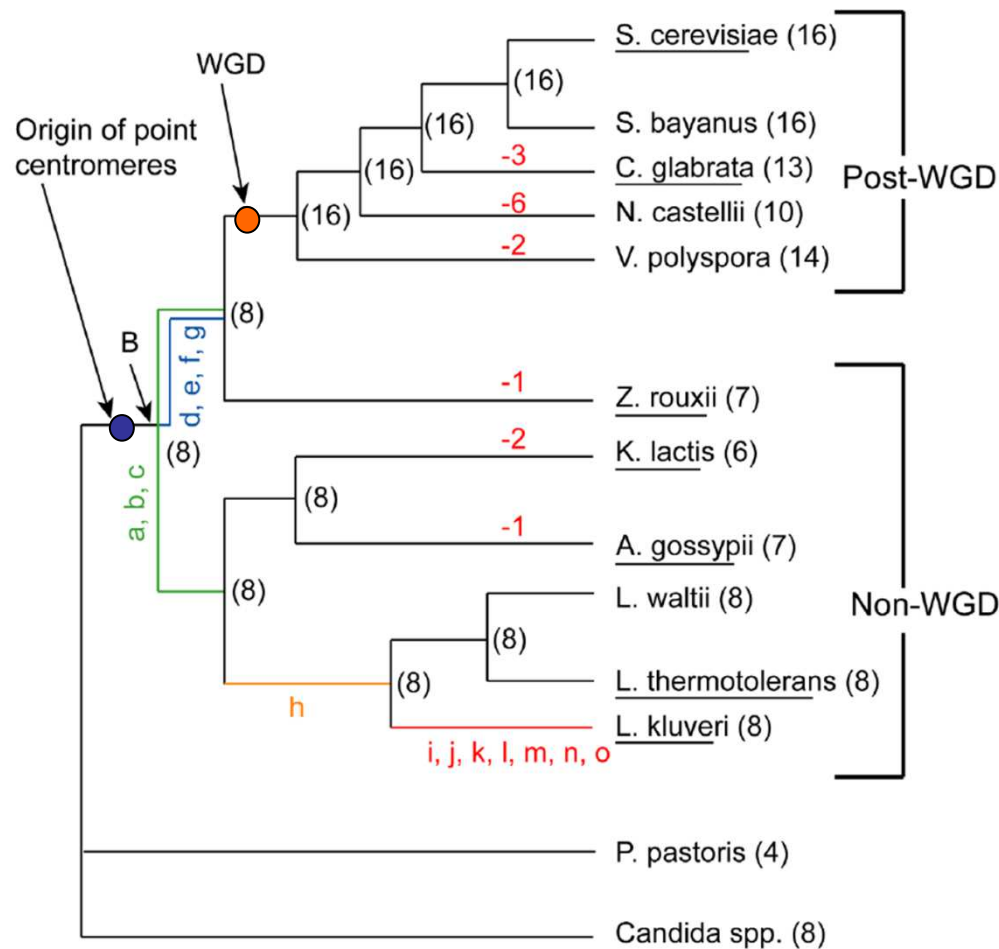 S. cerevisiae (16)
WGD
(16)
Origin of point
centromeres
(16)
S. bayanus (16)
-3
C. glabrata (13)
Post-WGD
(16)
-6
N. castellii (10)
(16)
-2
V. polyspora (14)
(8)
B
d, e, f, g
-1
Z. rouxii (7)
(8)
-2
K. lactis (6)
a, b, c
(8)
-1
A. gossypii (7)
(8)
L. waltii (8)
Non-WGD
(8)
(8)
L. thermotolerans (8)
h
L. kluveri (8)
i, j, k, l, m, n, o
P. pastoris (4)
Candida spp. (8)